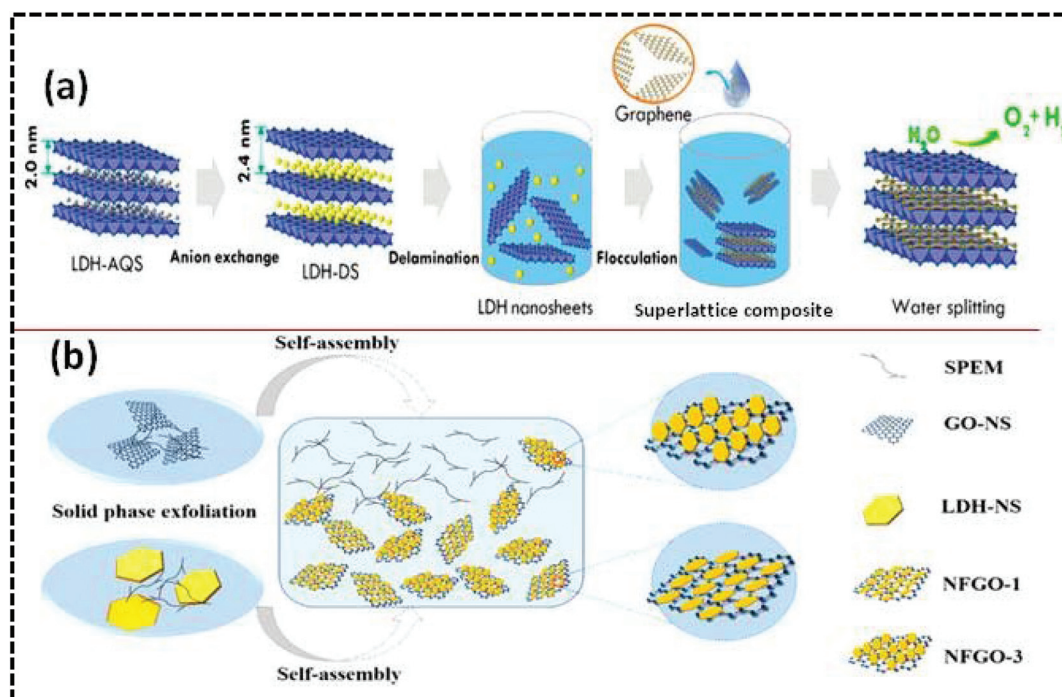 (a)
Graphene
2.0 nm
2.4 nm
H₂O
O₂ + H
LDH-AQS
Anion exchange
LDH-DS
Delamination
LDH nanosheets
Flocculation
Superlattice composite
Water splitting
(b)
Self-assembly
SPEM
GO-NS
Solid phase exfoliation
LDH-NS
NFGO-1
NFGO-3
Self-assembly